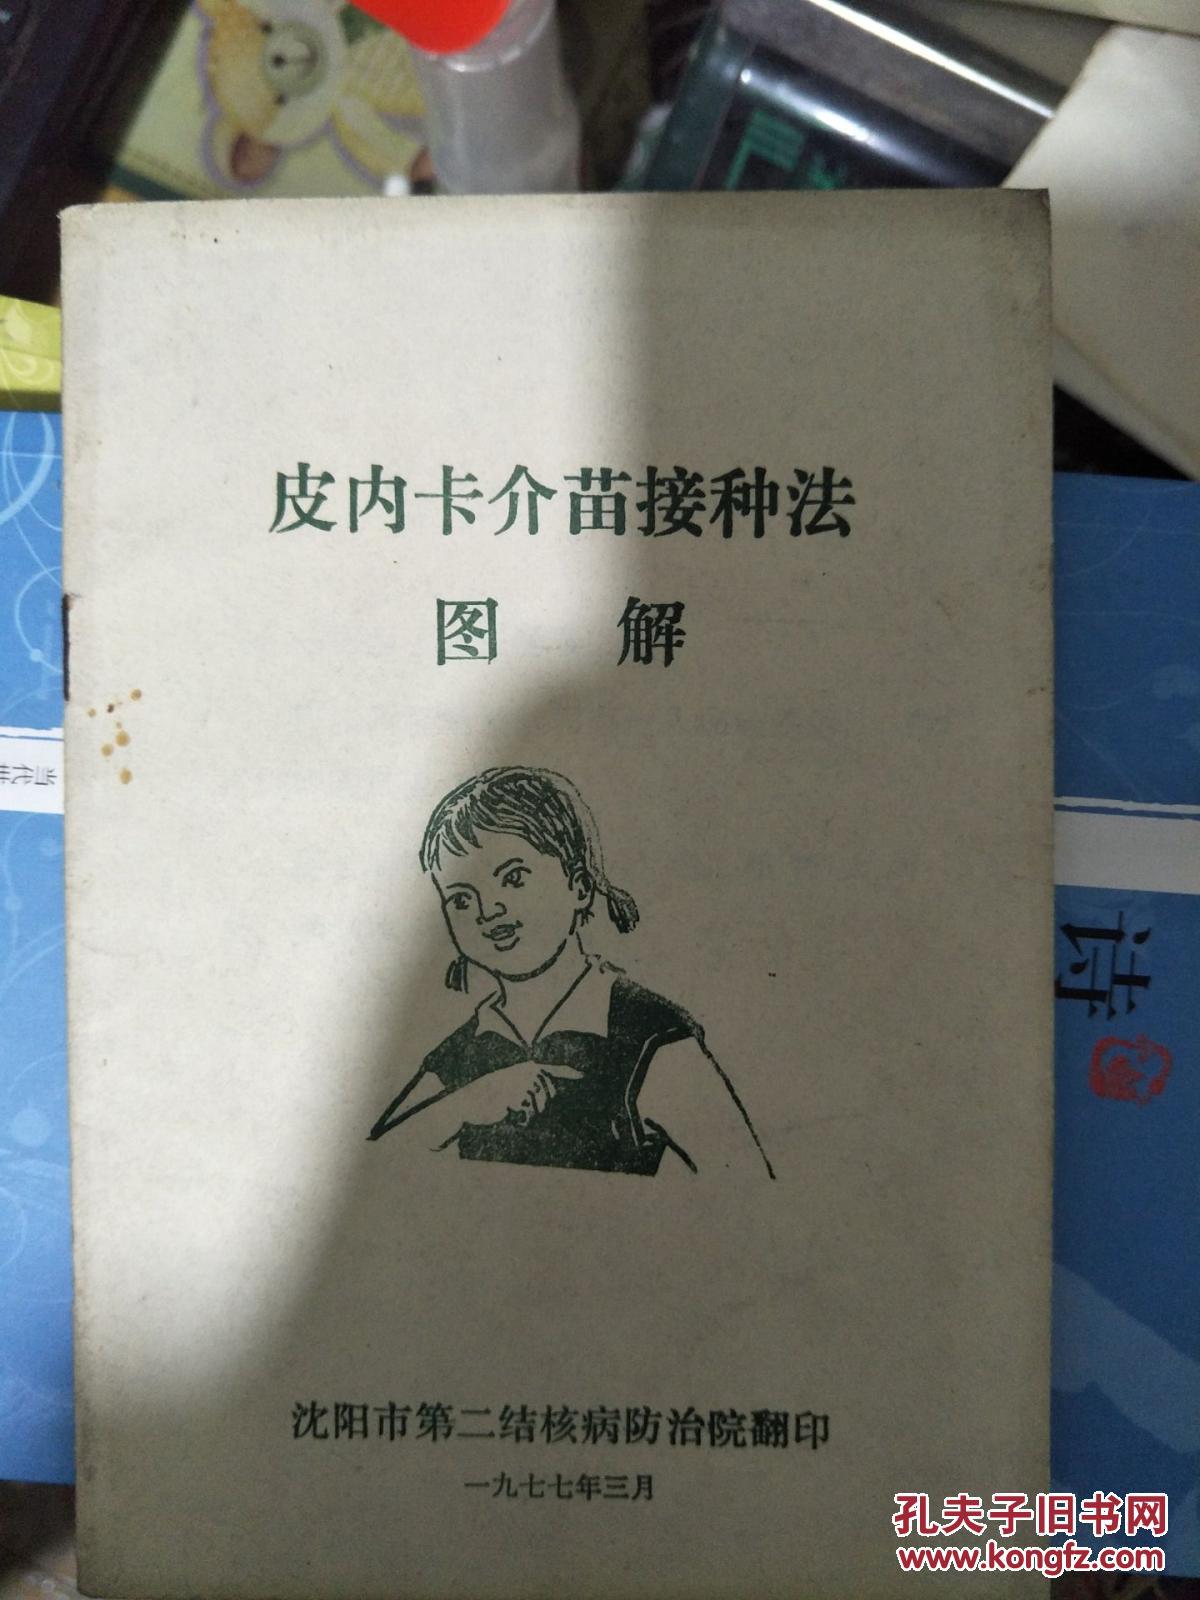 皮内卡介苗接种法
图 解
当代
诗
沈阳市第二结核病防治院翻印
一九七七年三月
孔夫子旧书网
www.kongfz.com